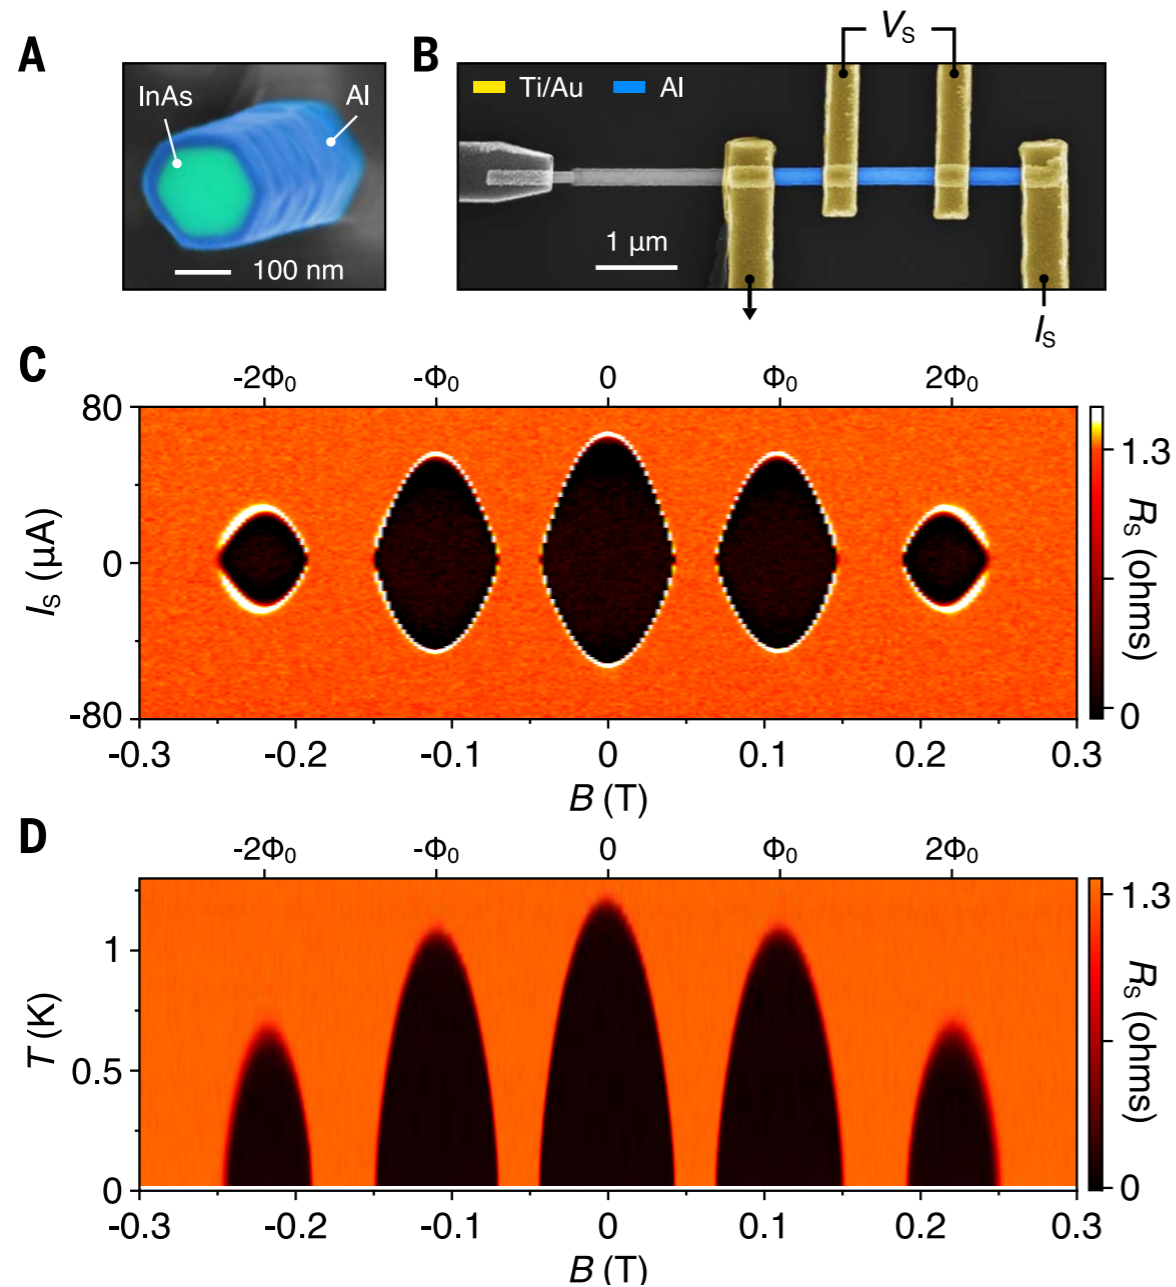 A
InAs
Al
100 nm
B
Ti/Au
Al
V_S
1 µm
I_S
C
-2Φ₀ -Φ₀ 0 Φ₀ 2Φ₀
80
0
-80
I_S (µA)
-0.3 -0.2 -0.1 0 0.1 0.2 0.3
B (T)
1.3
0
R_S (ohms)
D
-2Φ₀ -Φ₀ 0 Φ₀ 2Φ₀
1
0.5
0
T (K)
-0.3 -0.2 -0.1 0 0.1 0.2 0.3
B (T)
1.3
0
R_S (ohms)